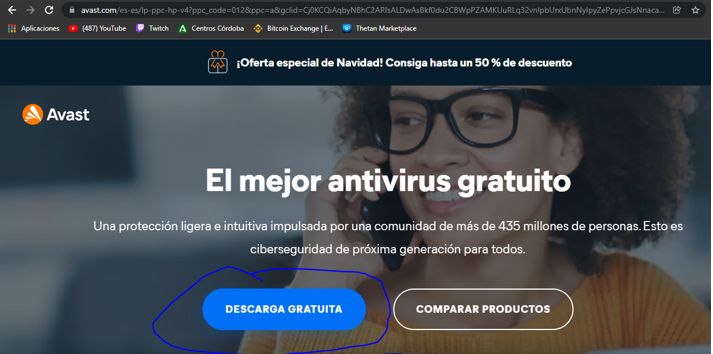 avast.com/es-es/lp-ppc-hp-v4?ppc_code=012&ppc=a&gclid=
Aplicaciones (487) YouTube Twitch Centros Córdoba Bitcoin Exchange | E... Thetan Marketplace
¡Oferta especial de Navidad! Consiga hasta un 50 % de descuento
Avast
El mejor antivirus gratuito
Una protección ligera e intuitiva impulsada por una comunidad de más de 435 millones de personas. Esto es
ciberseguridad de próxima generación para todos.
DESCARGA GRATUITA COMPARAR PRODUCTOS